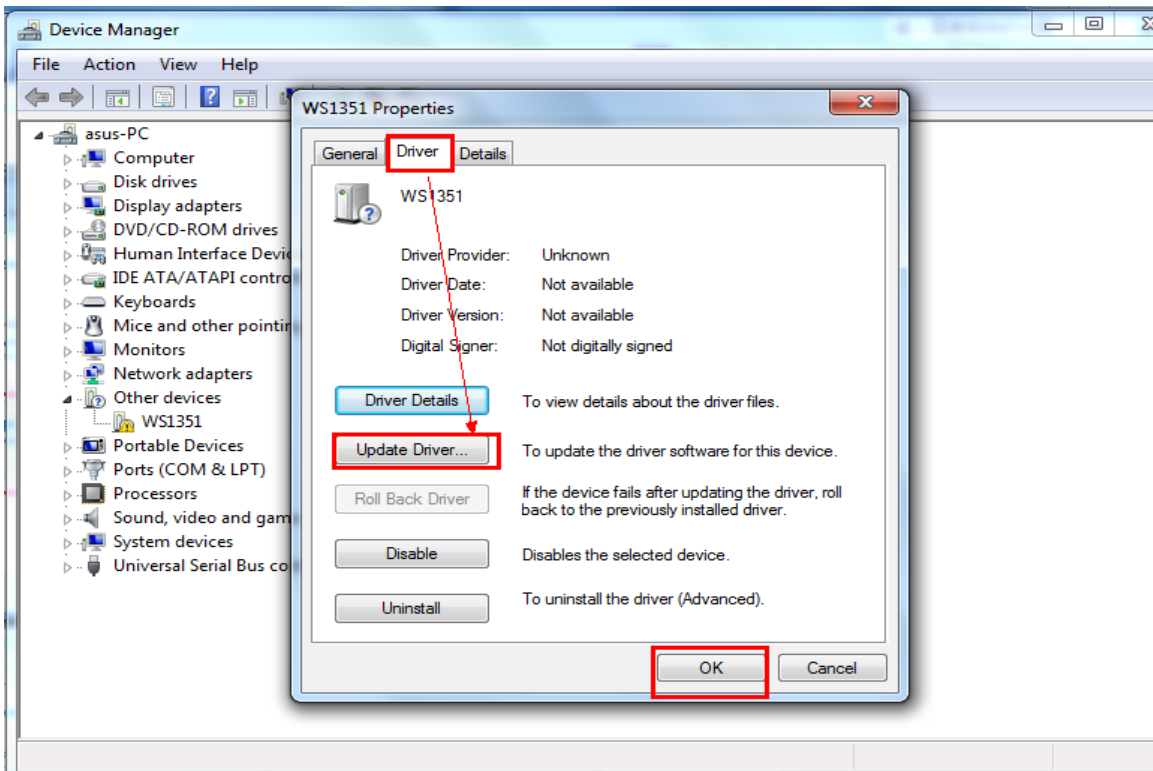 Device Manager
File Action View Help
asus-PC
Computer
Disk drives
Display adapters
DVD/CD-ROM drives
Human Interface Devic
IDE ATA/ATAPI contro
Keyboards
Mice and other pointin
Monitors
Network adapters
Other devices
WS1351
Portable Devices
Ports (COM & LPT)
Processors
Sound, video and gam
System devices
Universal Serial Bus co
WS1351 Properties
General Driver Details
WS1351
Driver Provider: Unknown
Driver Date: Not available
Driver Version: Not available
Digital Signer: Not digitally signed
Driver Details To view details about the driver files.
Update Driver... To update the driver software for this device.
Roll Back Driver If the device fails after updating the driver, roll
back to the previously installed driver.
Disable Disables the selected device.
Uninstall To uninstall the driver (Advanced).
OK Cancel